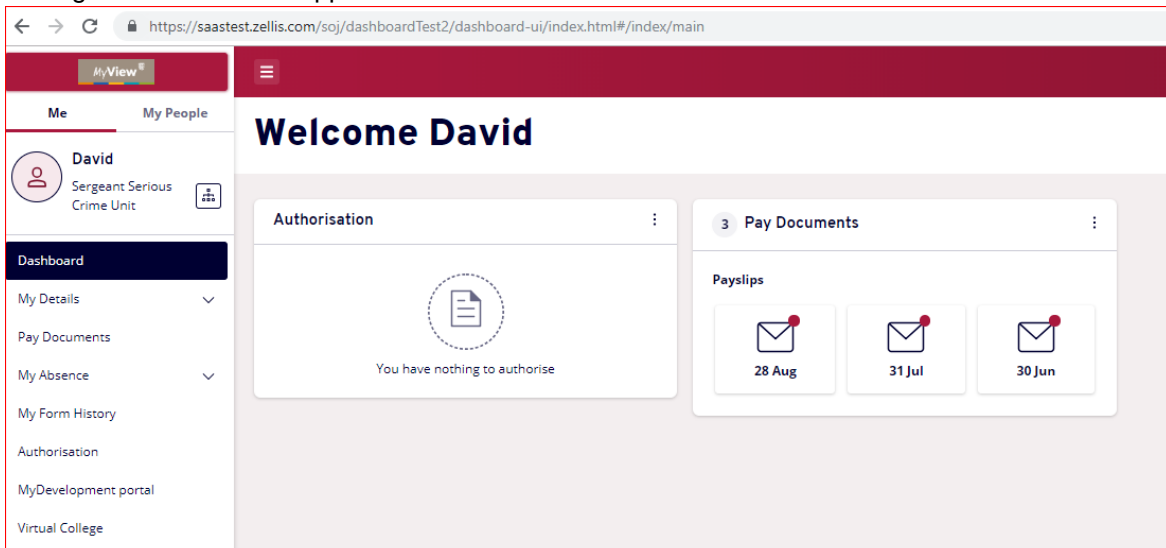 https://saastest.zellis.com/soj/dashboardTest2/dashboard-ui/index.html#/index/main
MyView
Me My People
David
Sergeant Serious
Crime Unit
Dashboard
My Details
Pay Documents
My Absence
My Form History
Authorisation
MyDevelopment portal
Virtual College
Welcome David
Authorisation
You have nothing to authorise
3 Pay Documents
Payslips
28 Aug 31 Jul 30 Jun